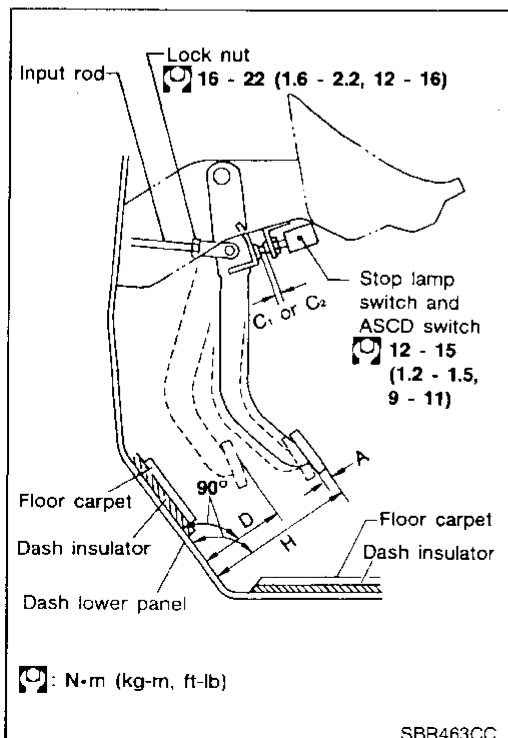 Lock nut
16 - 22 (1.6 - 2.2, 12 - 16)
Input rod
C₁ or C₂
Stop lamp
switch and
ASCD switch
12 - 15
(1.2 - 1.5,
9 - 11)
A
90°
D
H
Floor carpet
Dash insulator
Dash lower panel
Floor carpet
Dash insulator
: N•m (kg-m, ft-lb)
SBR463CC